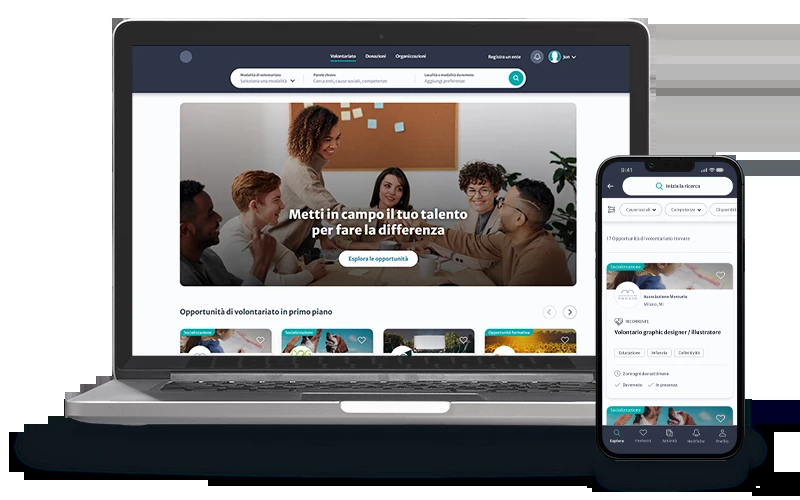 Volontariato Donazioni Organizzazioni
Registra un ente
Jon
Modalità di volontariato
Seleziona una modalità
Parole chiave
Cerca enti, cause sociali, competenze
Località o modalità da remoto
Aggiungi preferenze
Metti in campo il tuo talento
per fare la differenza
Esplora le opportunità
Opportunità di volontariato in primo piano
Socializzazione
Socializzazione
Opportunità formativa
9:41
Inizia la ricerca
Cause sociali
Competenze
Disponibili
17 Opportunità di volontariato trovate
Socializzazione
Associazione Mercurio
Milano, MI
RICORRENTE
Volontario graphic designer / illustratore
Educazione
Infanzia
Collettività
2 ore ogni due settimane
Da remoto
In presenza
Socializzazione
Esplora
Preferiti
Attività
Notifiche
Profilo